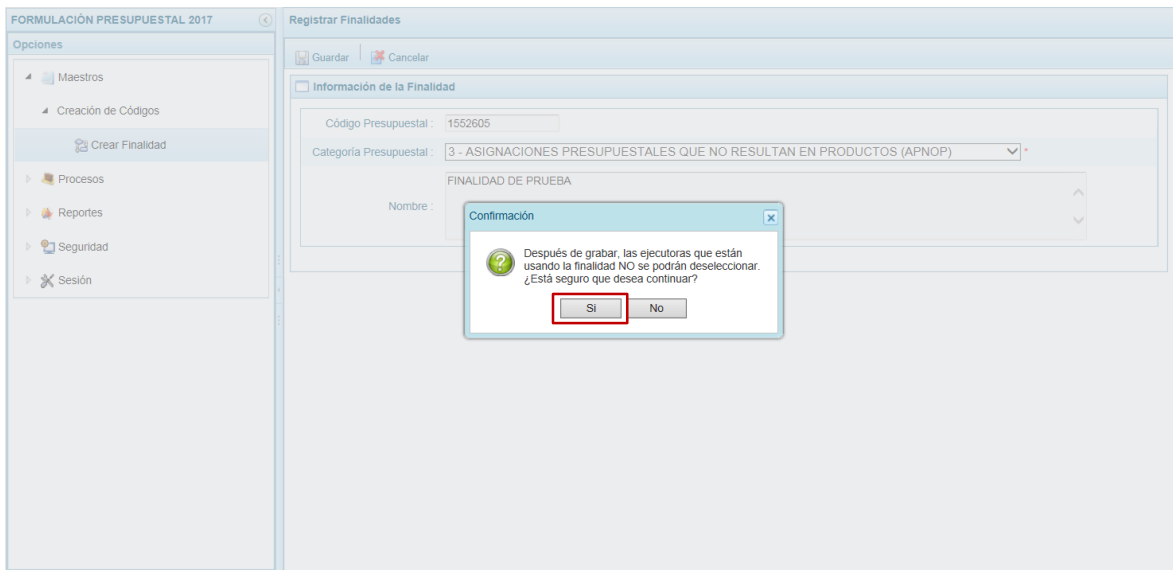 FORMULACIÓN PRESUPUESTAL 2017
Opciones
Maestros
Creación de Códigos
Crear Finalidad
Procesos
Reportes
Seguridad
Sesión
Registrar Finalidades
Guardar
Cancelar
Información de la Finalidad
Código Presupuestal : 1552605
Categoría Presupuestal : 3 - ASIGNACIONES PRESUPUESTALES QUE NO RESULTAN EN PRODUCTOS (APNOP) *
Nombre : FINALIDAD DE PRUEBA
Confirmación
Después de grabar, las ejecutoras que están
usando la finalidad NO se podrán deseleccionar.
¿Está seguro que desea continuar?
Si
No